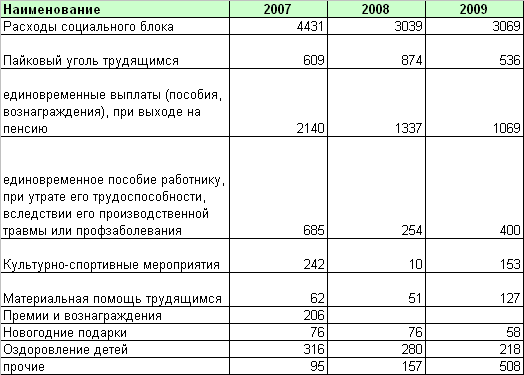 Наименование 2007 2008 2009
Расходы социального блока 4431 3039 3069
Пайковый уголь трудящимся 609 874 536
единовременные выплаты (пособия,
вознаграждения), при выходе на
пенсию 2140 1337 1069
единовременное пособие работнику,
при утрате его трудоспособности,
вследствии его производственной
травмы или профзаболевания 685 254 400
Культурно-спортивные мероприятия 242 10 153
Материальная помощь трудящимся 62 51 127
Премии и вознаграждения 206
Новогодние подарки 76 76 58
Оздоровление детей 316 280 218
прочие 95 157 508